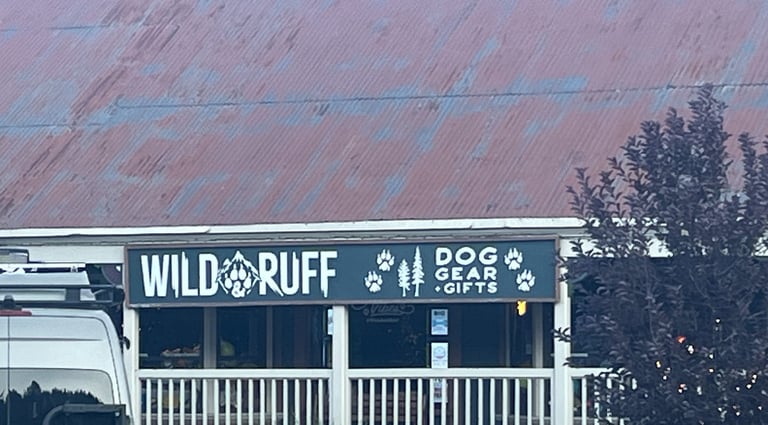 WILD RUFF
DOG
GEAR
+GIFTS